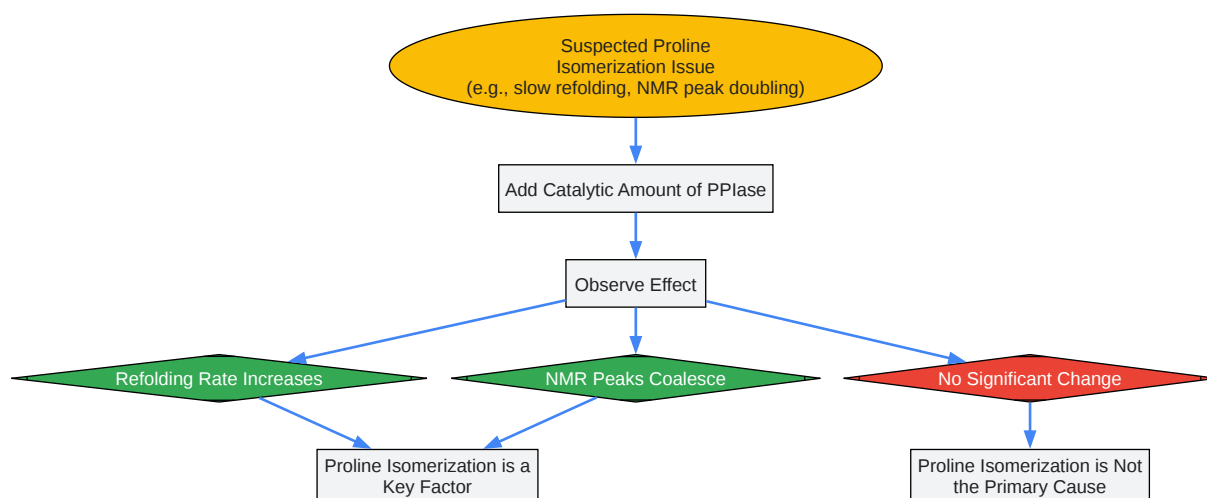 Suspected Proline
Isomerization Issue
(e.g., slow refolding, NMR peak doubling)
Add Catalytic Amount of PPIase
Observe Effect
Refolding Rate Increases
NMR Peaks Coalesce
No Significant Change
Proline Isomerization is a
Key Factor
Proline Isomerization is Not
the Primary Cause